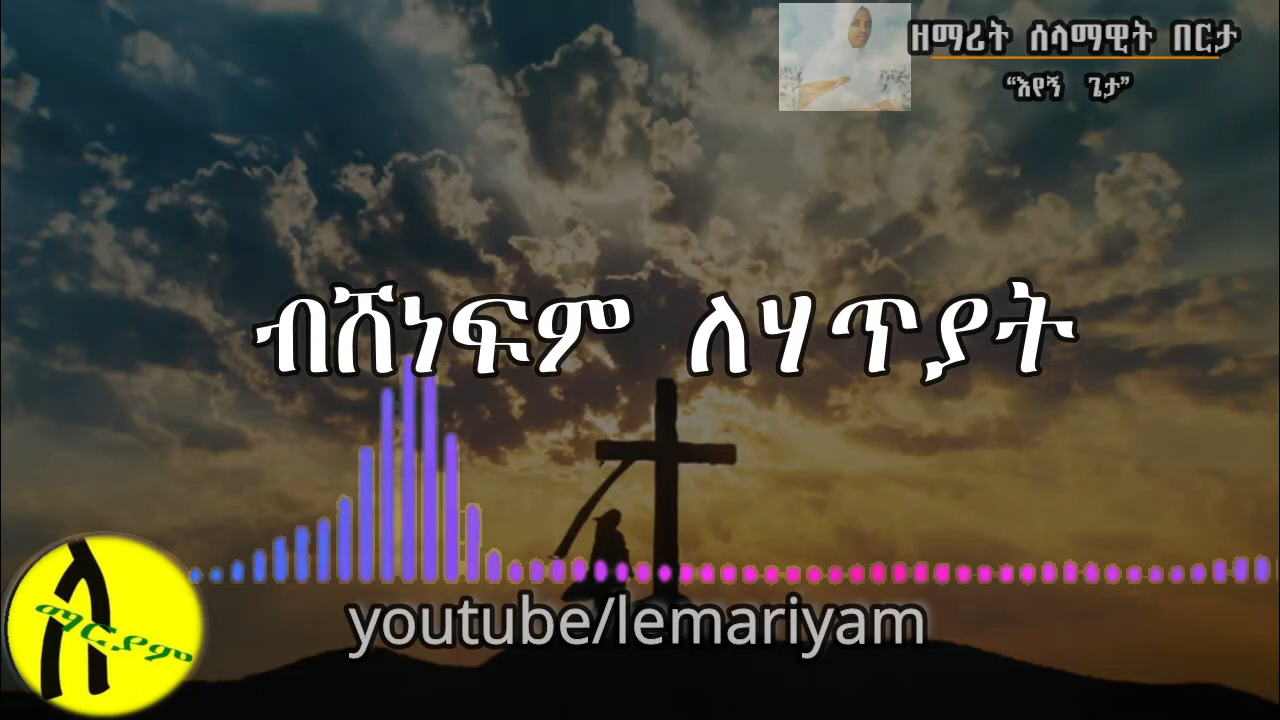 ዘማሪት ሰላማዊት በርታ
“እየኝ ጌታ”
ብሸነፍም ለሃጥያት
youtube/lemariyam
ለ
ማርያም